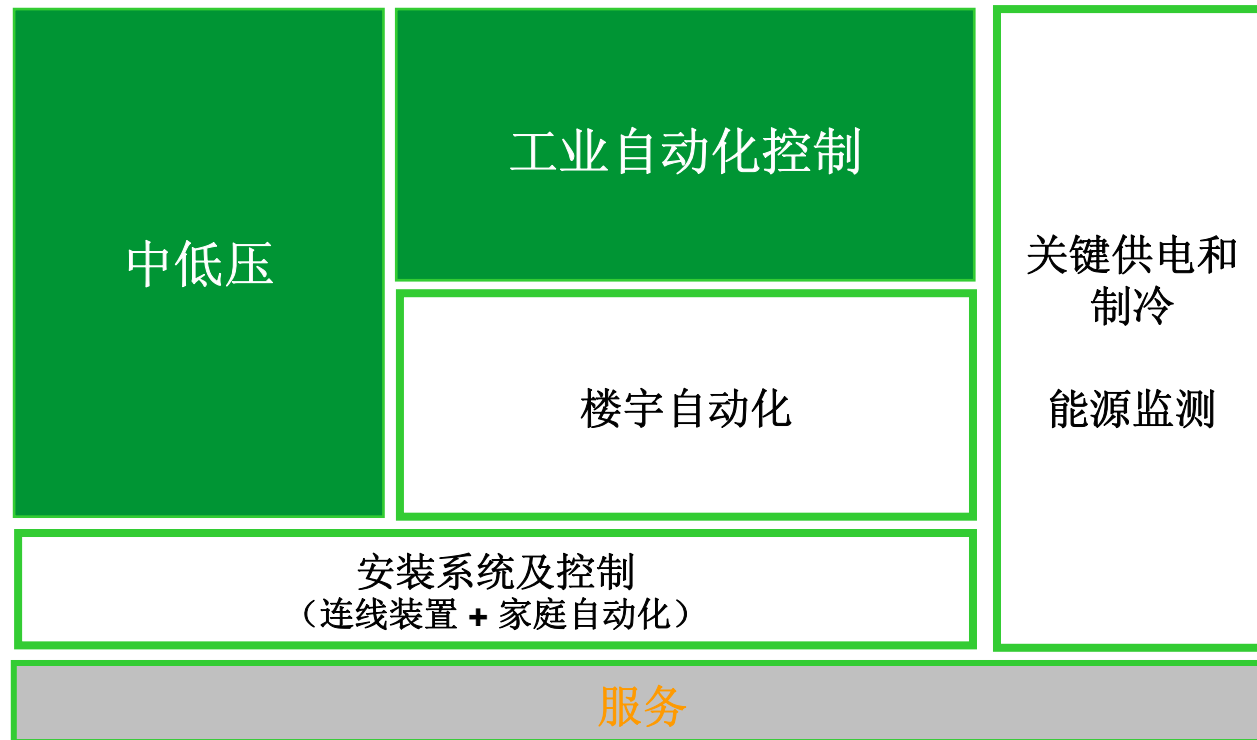 中低压
工业自动化控制
楼宇自动化
关键供电和
制冷
能源监测
安装系统及控制
（连线装置 + 家庭自动化）
服务